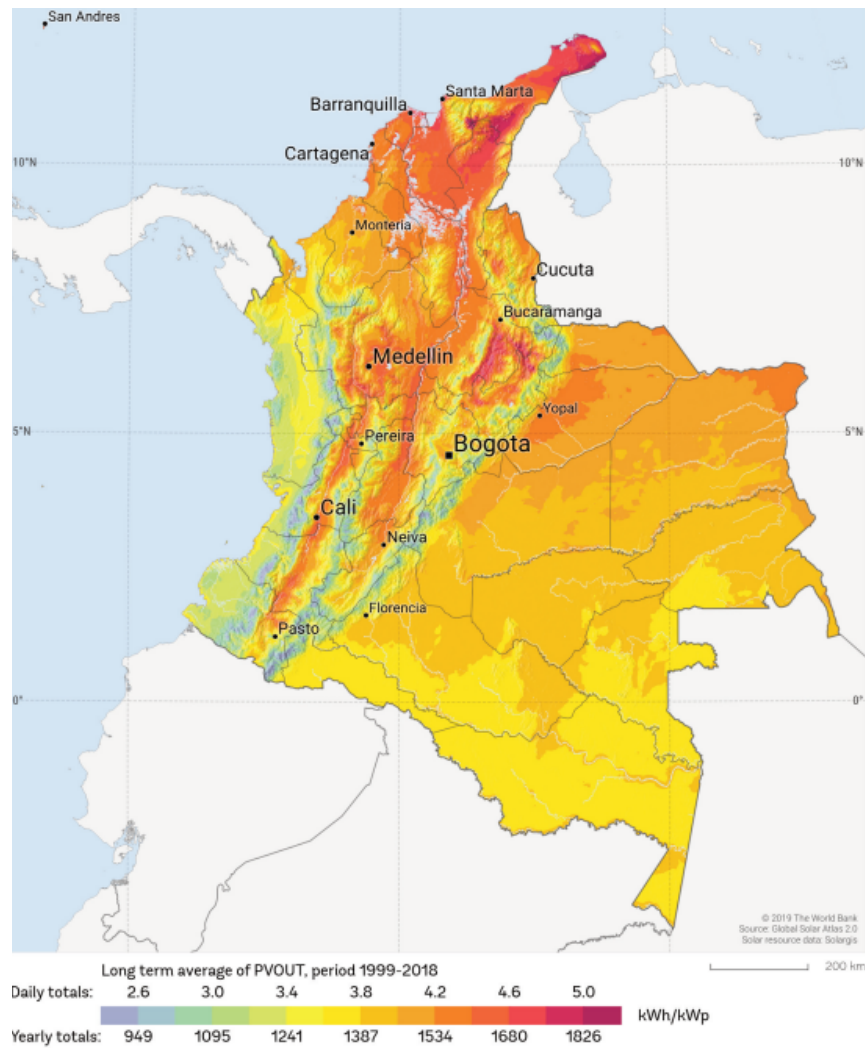 San Andres
Santa Marta
Barranquilla
Cartagena
10°N
10°N
Monteria
Cucuta
Bucaramanga
Medellin
Yopal
5°N
5°N
Pereira
Bogota
Cali
Neiva
Florencia
Pasto
0°
0°
© 2019 The World Bank
Source: Global Solar Atlas 2.0
Solar resource data: Solargis
200 km
Long term average of PVOUT, period 1999-2018
Daily totals: 2.6 3.0 3.4 3.8 4.2 4.6 5.0
kWh/kWp
Yearly totals: 949 1095 1241 1387 1534 1680 1826